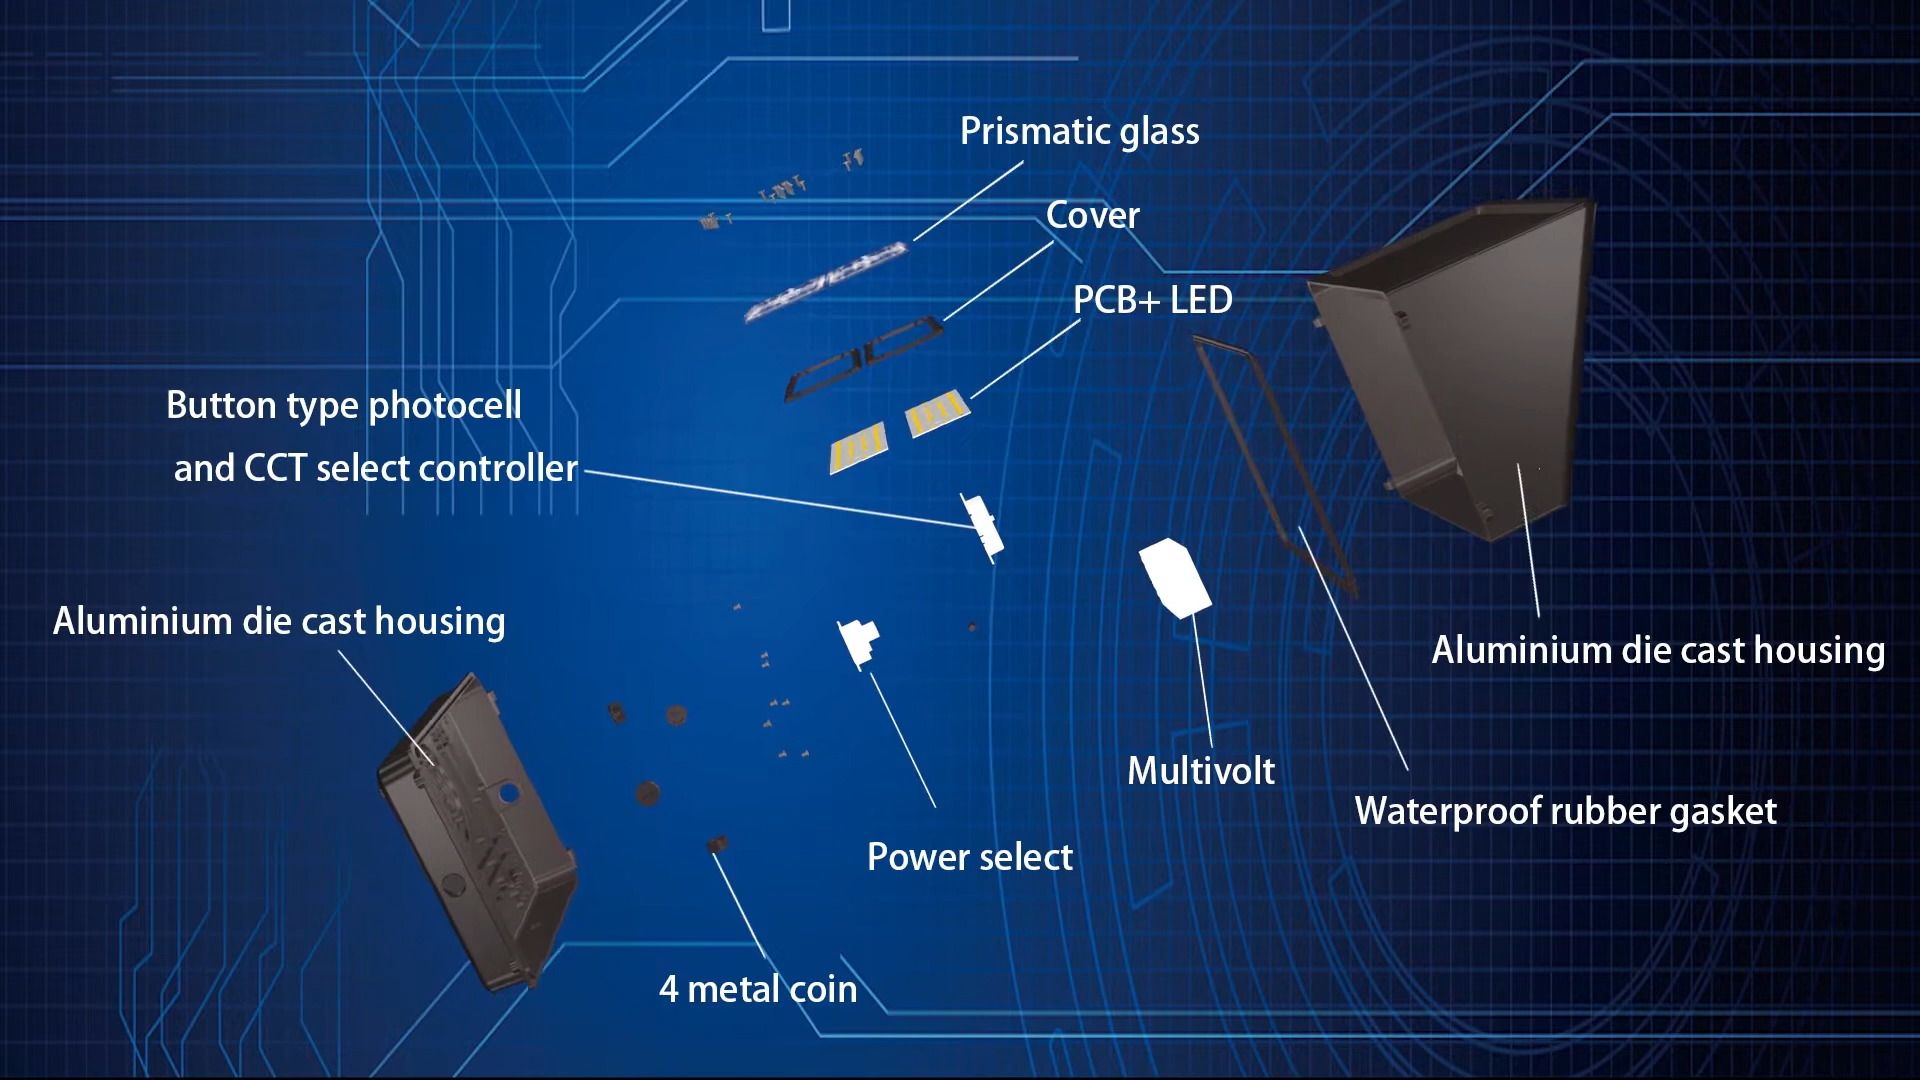 Prismatic glass
Cover
PCB+ LED
Button type photocell
and CCT select controller
Aluminium die cast housing
Aluminium die cast housing
Multivolt
Waterproof rubber gasket
Power select
4 metal coin